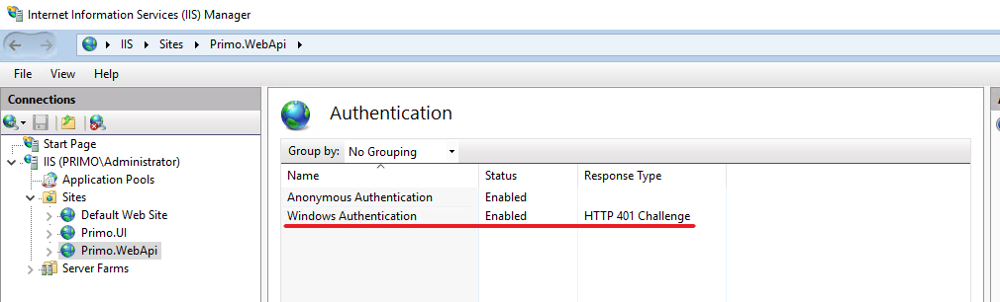 Internet Information Services (IIS) Manager
IIS Sites Primo.WebApi
File View Help
Connections
Start Page
IIS (PRIMO\Administrator)
Application Pools
Sites
Default Web Site
Primo.UI
Primo.WebApi
Server Farms
Authentication
Group by: No Grouping
Name Status Response Type
Anonymous Authentication Enabled
Windows Authentication Enabled HTTP 401 Challenge